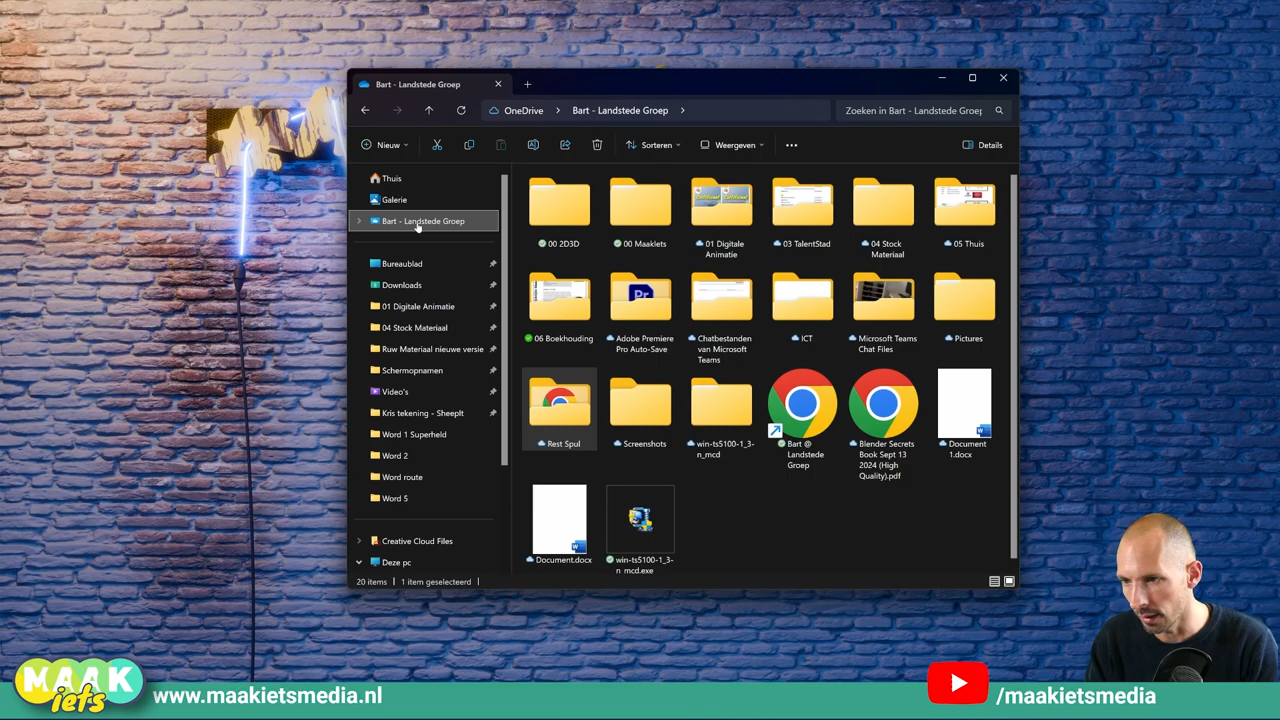 Bart - Landstede Groep
OneDrive
Bart - Landstede Groep
Zoeken in Bart - Landstede Groep
Nieuw
Sorteren
Weergeven
Details
Thuis
Galerie
Bart - Landstede Groep
Bureaublad
Downloads
01 Digitale Animatie
04 Stock Materiaal
Ruw Materiaal nieuwe versie
Schermopnamen
Video's
Kris tekening - SheepIt
Word 1 Superheld
Word 2
Word route
Word 5
Creative Cloud Files
Deze pc
00 2D3D
00 MaakIets
01 Digitale
Animatie
03 TalentStad
04 Stock
Materiaal
05 Thuis
06 Boekhouding
Adobe Premiere
Pro Auto-Save
Chatbestanden
van Microsoft
Teams
ICT
Microsoft Teams
Chat Files
Pictures
Rest Spul
Screenshots
win-ts5100-1_3-
n_mcd
Bart @
Landstede
Groep
Blender Secrets
Book Sept 13
2024 (High
Quality).pdf
Document
1.docx
Document.docx
win-ts5100-1_3-
n_mcd.exe
20 items
1 item geselecteerd
MAAK
iets
www.maakietsmedia.nl
/maakietsmedia